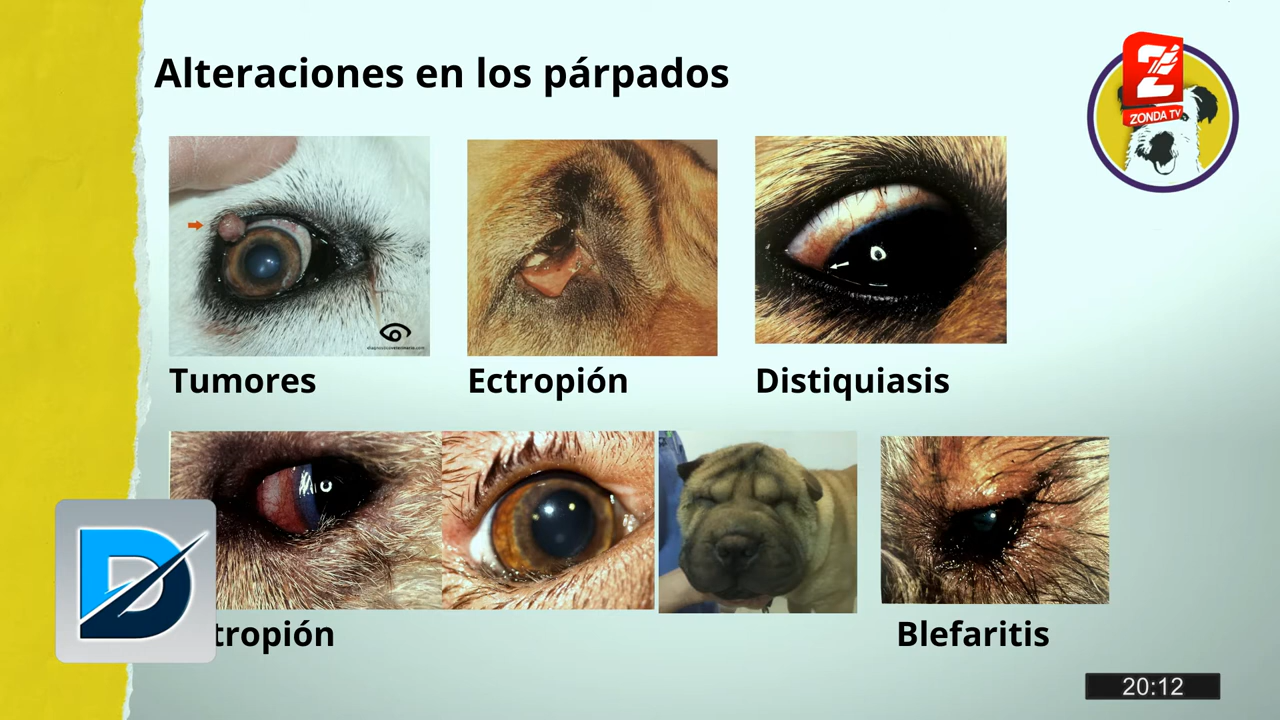 Alteraciones en los párpados
Z
ZONDA TV
Tumores
Ectropión
Distiquiasis
tropión
Blefaritis
D
20:12